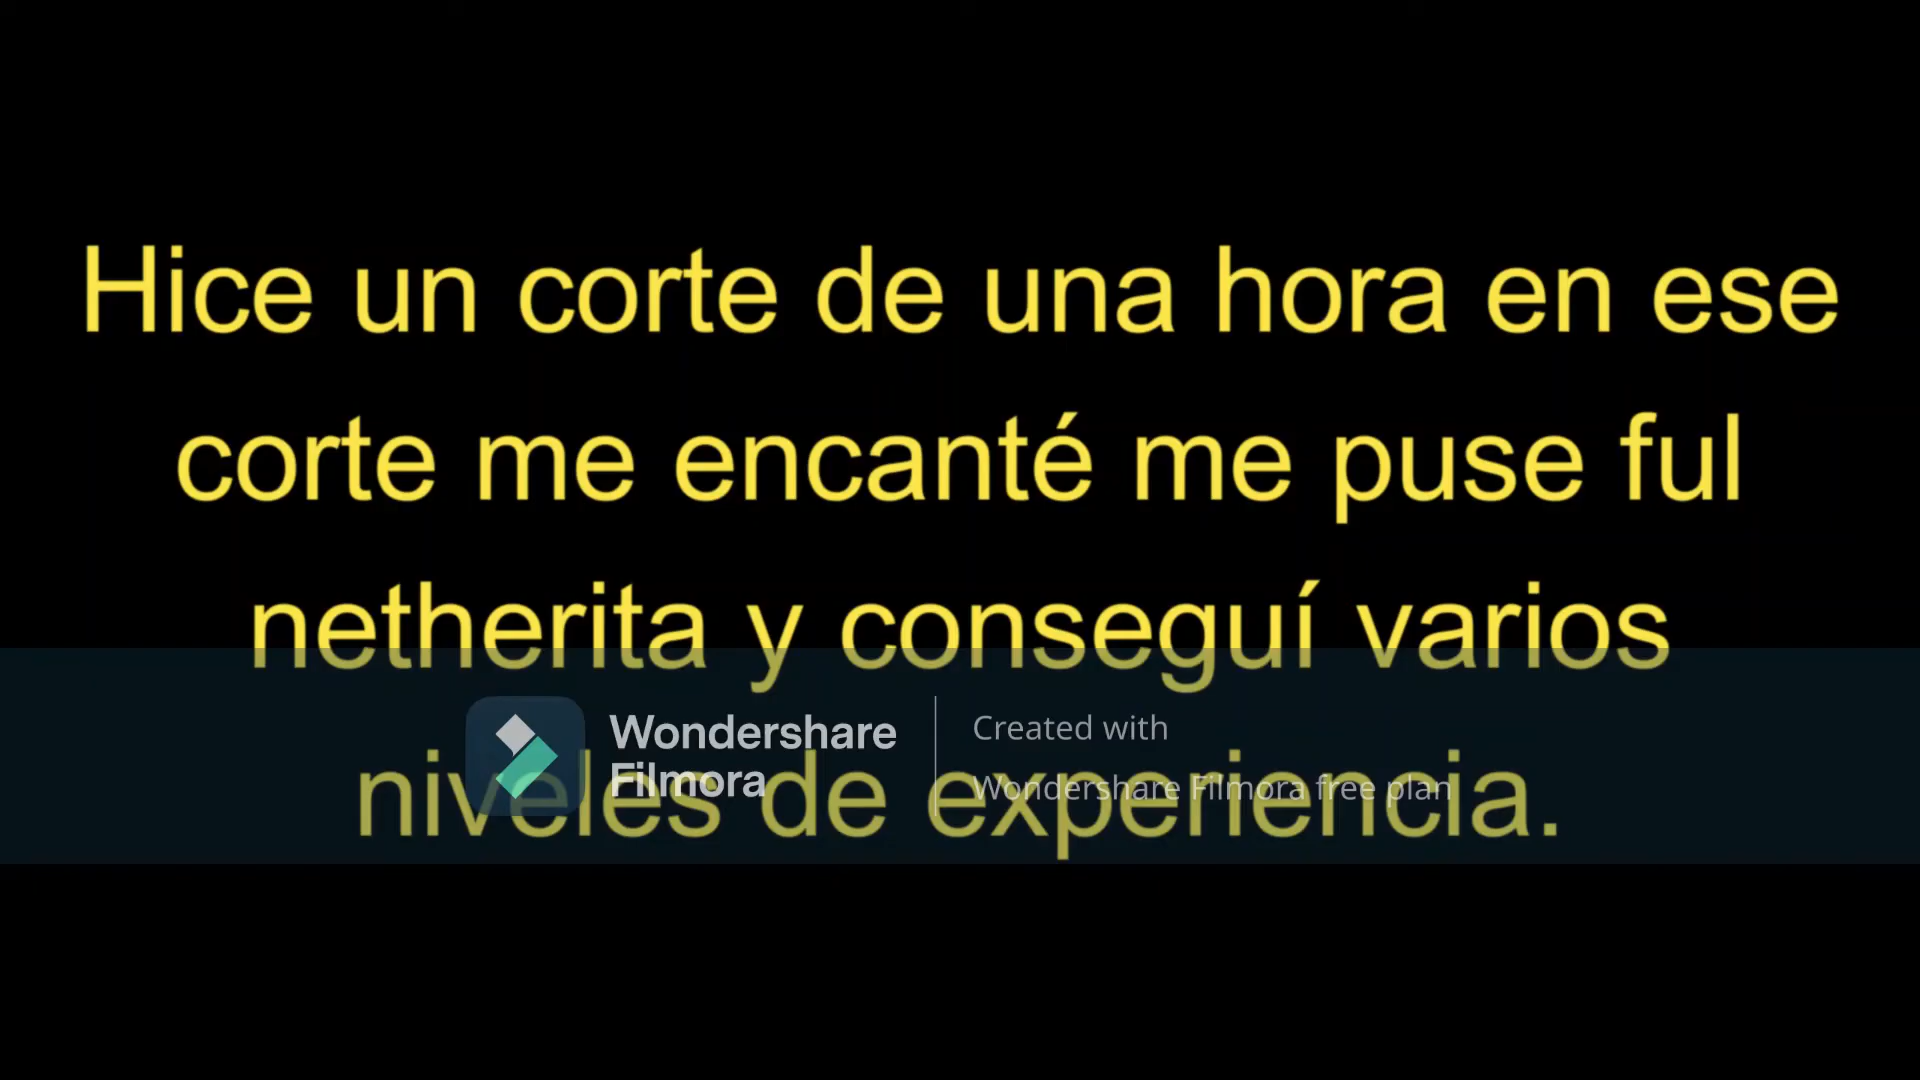 Hice un corte de una hora en ese
corte me encanté me puse ful
netherita y conseguí varios
niveles de experiencia.
Wondershare
Filmora
Created with
Wondershare Filmora free plan